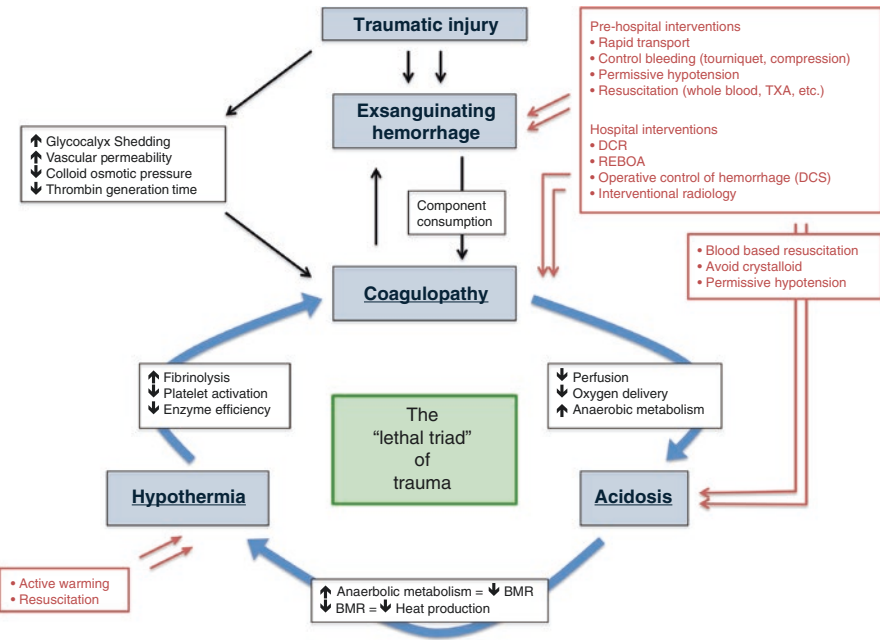 Traumatic injury
Pre-hospital interventions
• Rapid transport
• Control bleeding (tourniquet, compression)
• Permissive hypotension
• Resuscitation (whole blood, TXA, etc.)
Hospital interventions
• DCR
• REBOA
• Operative control of hemorrhage (DCS)
• Interventional radiology
Exsanguinating
hemorrhage
↑ Glycocalyx Shedding
↑ Vascular permeability
↓ Colloid osmotic pressure
↓ Thrombin generation time
Component
consumption
• Blood based resuscitation
• Avoid crystalloid
• Permissive hypotension
Coagulopathy
↑ Fibrinolysis
↓ Platelet activation
↓ Enzyme efficiency
↓ Perfusion
↓ Oxygen delivery
↑ Anaerobic metabolism
The
“lethal triad”
of
trauma
Hypothermia
Acidosis
• Active warming
• Resuscitation
↑ Anaerbolic metabolism = ↓ BMR
↓ BMR = ↓ Heat production